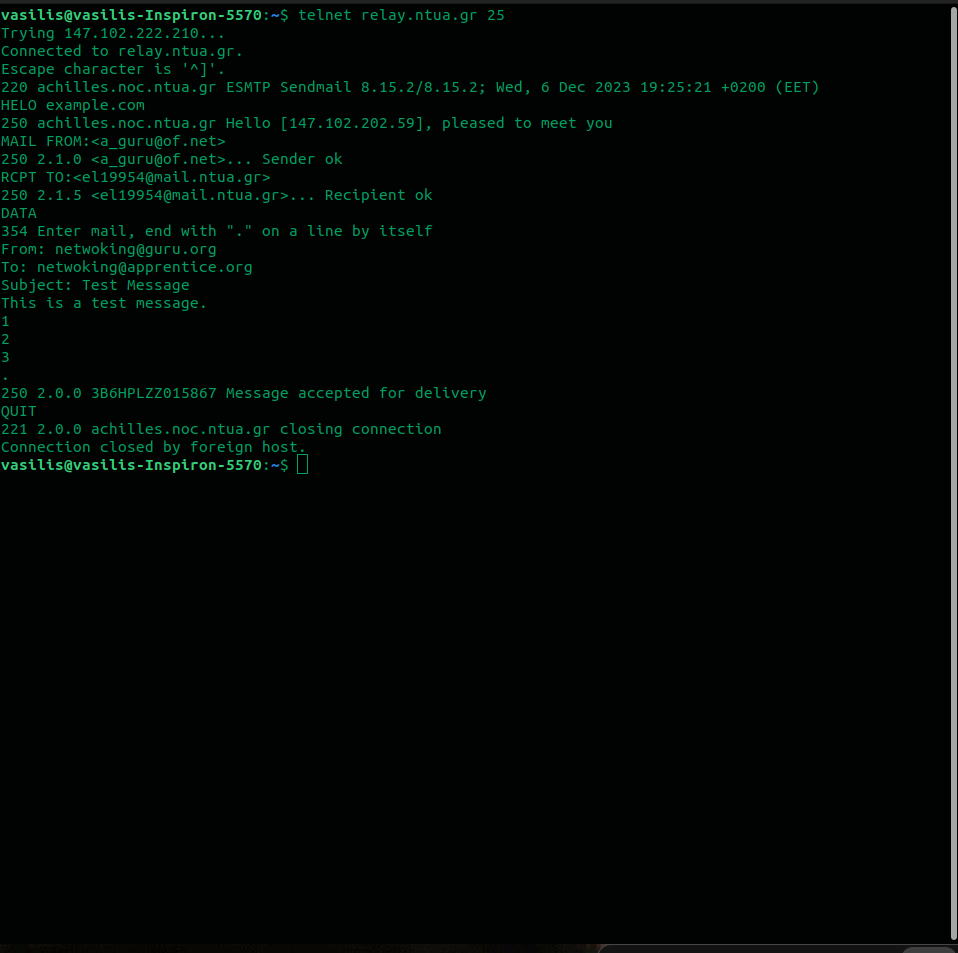 vasilis@vasilis-Inspiron-5570:~$ telnet relay.ntua.gr 25
Trying 147.102.222.210...
Connected to relay.ntua.gr.
Escape character is '^]'.
220 achilles.noc.ntua.gr ESMTP Sendmail 8.15.2/8.15.2; Wed, 6 Dec 2023 19:25:21 +0200 (EET)
HELO example.com
250 achilles.noc.ntua.gr Hello [147.102.202.59], pleased to meet you
MAIL FROM:<a_guru@of.net>
250 2.1.0 <a_guru@of.net>... Sender ok
RCPT TO:<el19954@mail.ntua.gr>
250 2.1.5 <el19954@mail.ntua.gr>... Recipient ok
DATA
354 Enter mail, end with "." on a line by itself
From: netwoking@guru.org
To: netwoking@apprentice.org
Subject: Test Message
This is a test message.
1
2
3
.
250 2.0.0 3B6HPLZZ015867 Message accepted for delivery
QUIT
221 2.0.0 achilles.noc.ntua.gr closing connection
Connection closed by foreign host.
vasilis@vasilis-Inspiron-5570:~$